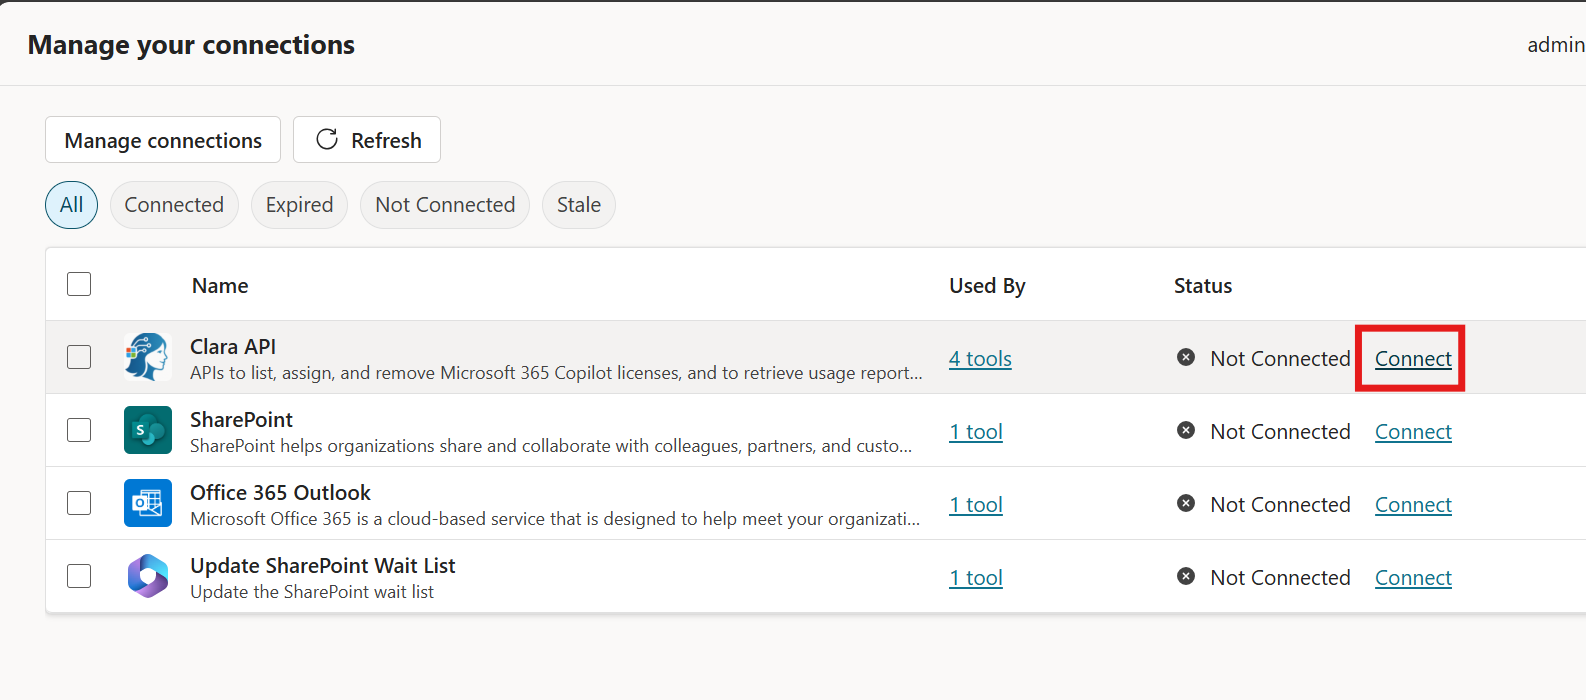 Manage your connections
admin
Manage connections
Refresh
All
Connected
Expired
Not Connected
Stale
Name
Used By
Status
Clara API
APIs to list, assign, and remove Microsoft 365 Copilot licenses, and to retrieve usage report...
4 tools
Not Connected
Connect
SharePoint
SharePoint helps organizations share and collaborate with colleagues, partners, and custo...
1 tool
Not Connected
Connect
Office 365 Outlook
Microsoft Office 365 is a cloud-based service that is designed to help meet your organizati...
1 tool
Not Connected
Connect
Update SharePoint Wait List
Update the SharePoint wait list
1 tool
Not Connected
Connect